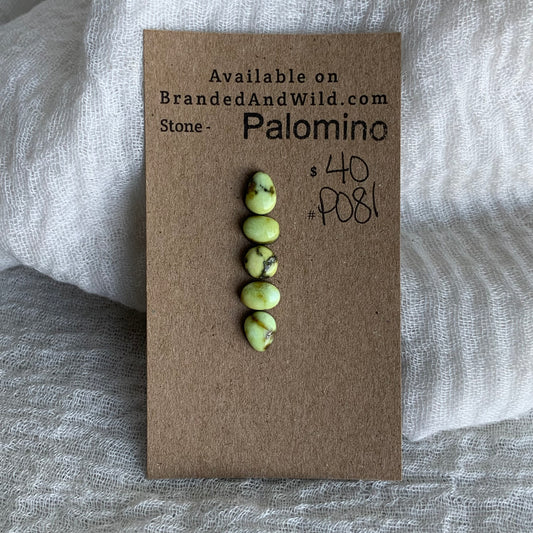 Available on
BrandedAndWild.com
Stone - Palomino
$ 40
# P081